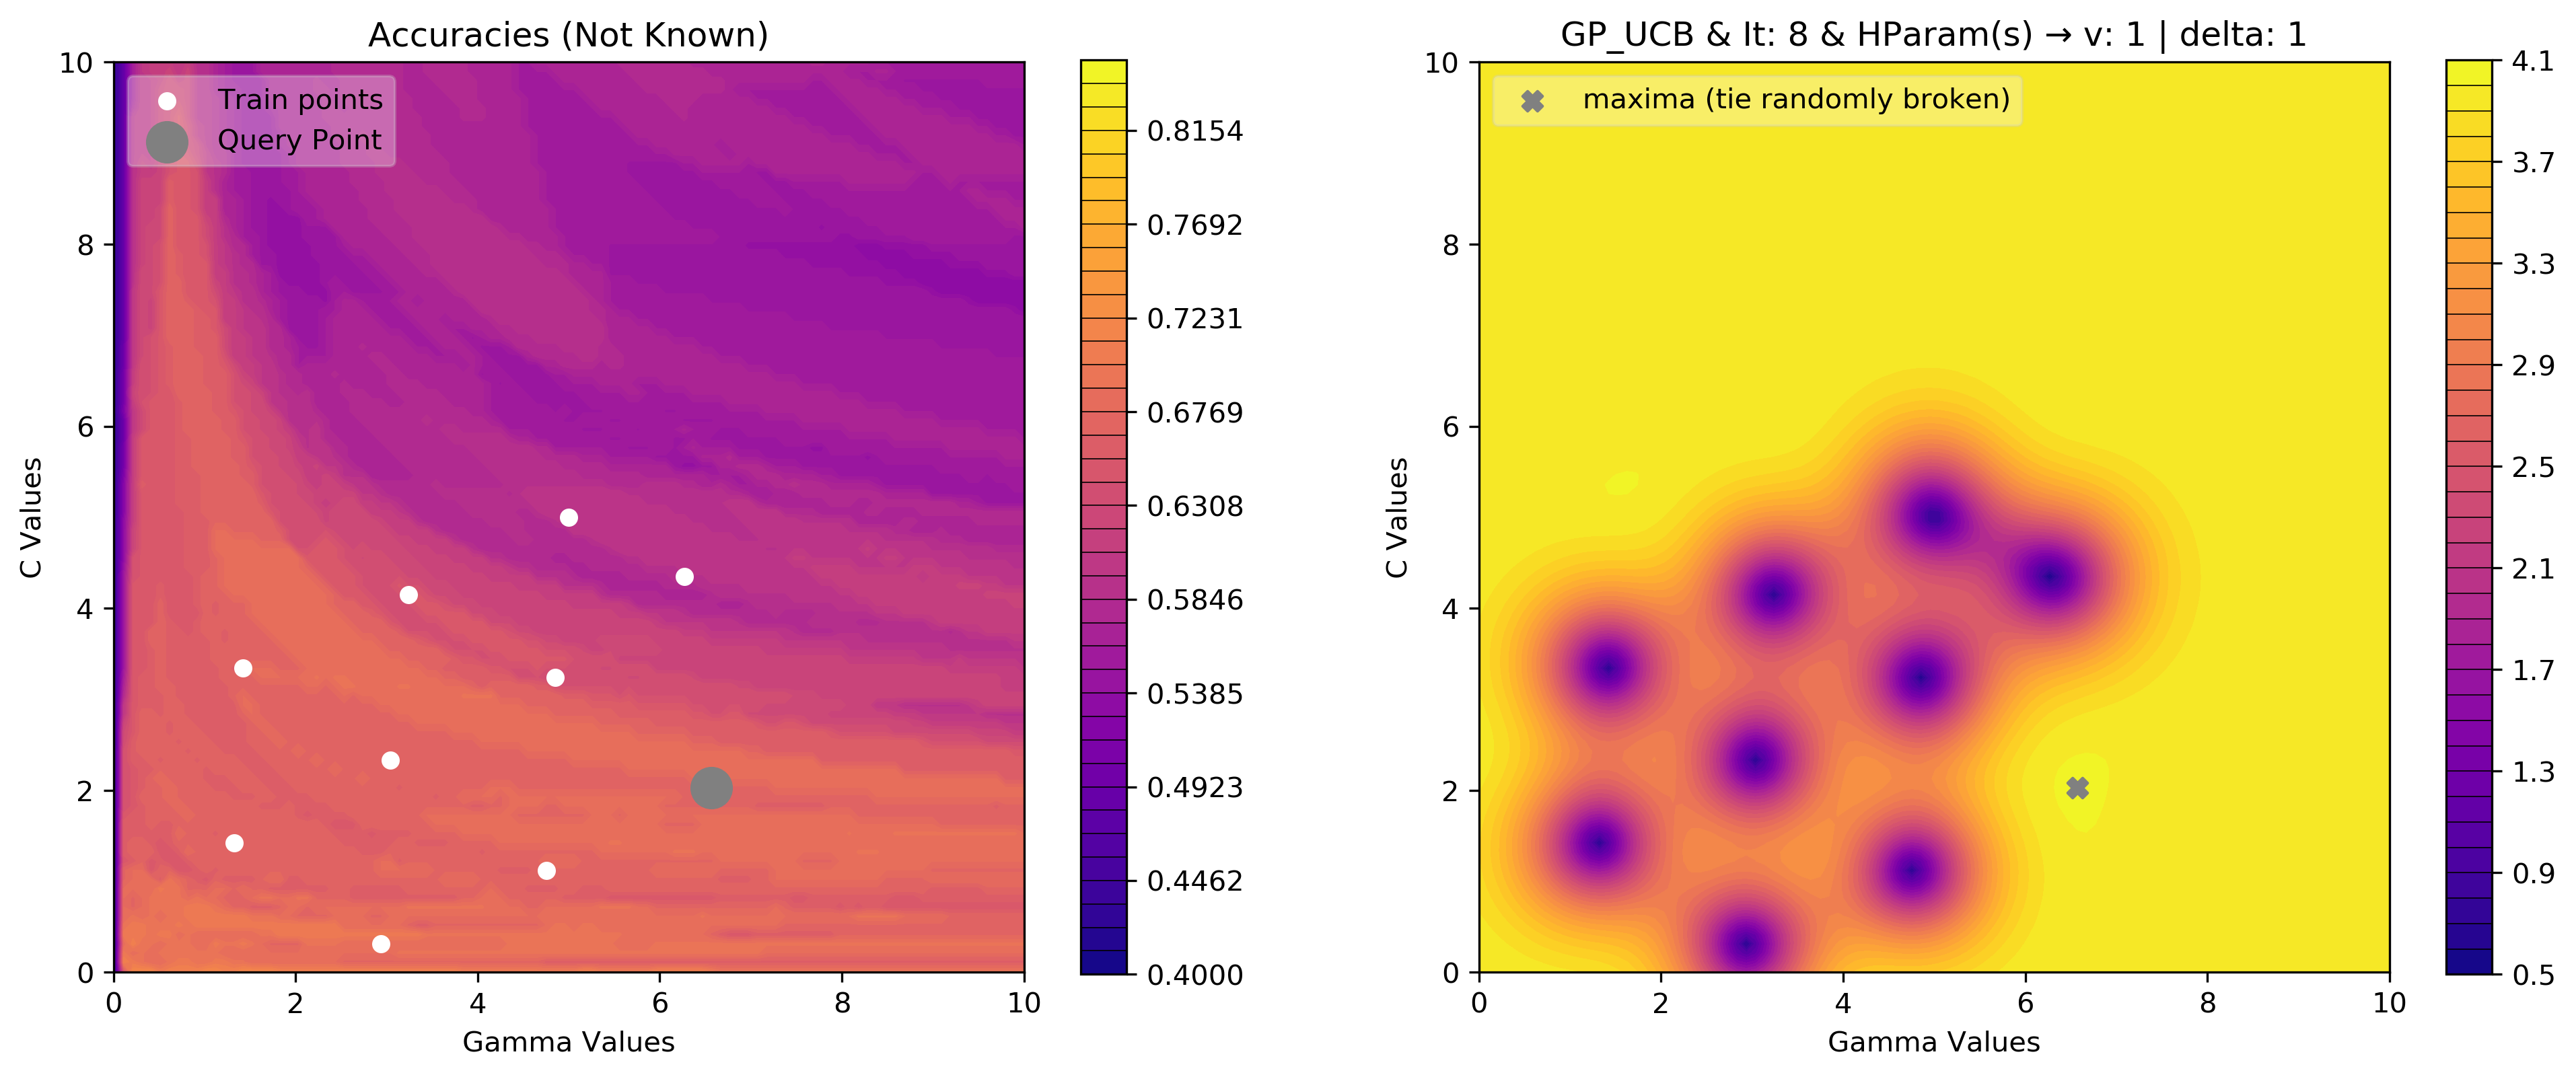 Accuracies (Not Known)
Train points
Query Point
10
8
6
4
2
0
C Values
0 2 4 6 8 10
Gamma Values
0.8154
0.7692
0.7231
0.6769
0.6308
0.5846
0.5385
0.4923
0.4462
0.4000
GP_UCB & It: 8 & HParam(s) → v: 1 | delta: 1
maxima (tie randomly broken)
10
8
6
4
2
0
C Values
0 2 4 6 8 10
Gamma Values
4.1
3.7
3.3
2.9
2.5
2.1
1.7
1.3
0.9
0.5